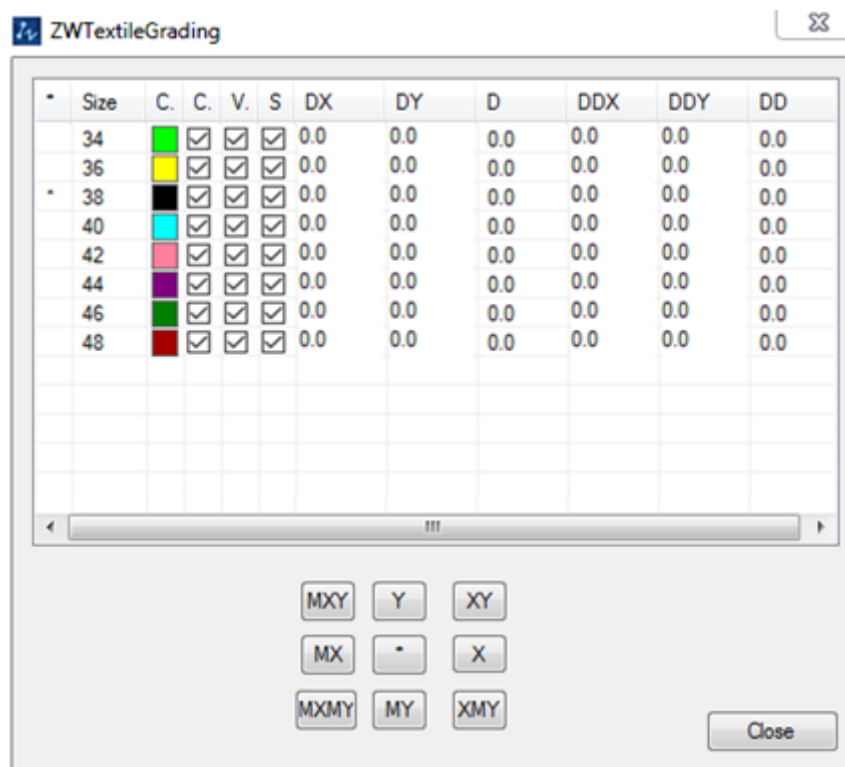 ZWTextileGrading
* Size C. C. V. S DX DY D DDX DDY DD
34 0.0 0.0 0.0 0.0 0.0 0.0
36 0.0 0.0 0.0 0.0 0.0 0.0
* 38 0.0 0.0 0.0 0.0 0.0 0.0
40 0.0 0.0 0.0 0.0 0.0 0.0
42 0.0 0.0 0.0 0.0 0.0 0.0
44 0.0 0.0 0.0 0.0 0.0 0.0
46 0.0 0.0 0.0 0.0 0.0 0.0
48 0.0 0.0 0.0 0.0 0.0 0.0
MXY Y XY
MX * X
MXMY MY XMY
Close